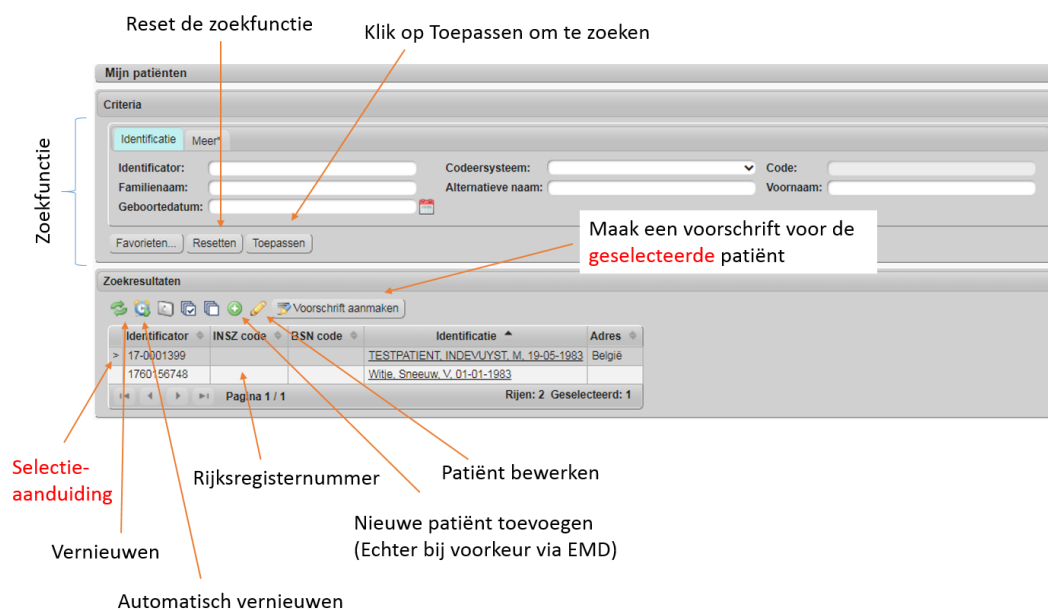 Reset de zoekfunctie
Klik op Toepassen om te zoeken
Mijn patiënten
Criteria
Zoekfunctie
Identificatie Meer*
Identificator: Codeersysteem: Code:
Familienaam: Alternatieve naam: Voornaam:
Geboortedatum:
Maak een voorschrift voor de
geselecteerde patiënt
Favorieten... Resetten Toepassen
Zoekresultaten
Voorschrift aanmaken
Identificator INSZ code BSN code Identificatie Adres
> 17-0001399 TESTPATIENT, INDEVUYST, M, 19-05-1983 België
1760156748 Witje, Sneeuw, V, 01-01-1983
Pagina 1 / 1 Rijen: 2 Geselecteerd: 1
Selectie-
aanduiding
Rijksregisternummer
Patiënt bewerken
Nieuwe patiënt toevoegen
(Echter bij voorkeur via EMD)
Vernieuwen
Automatisch vernieuwen